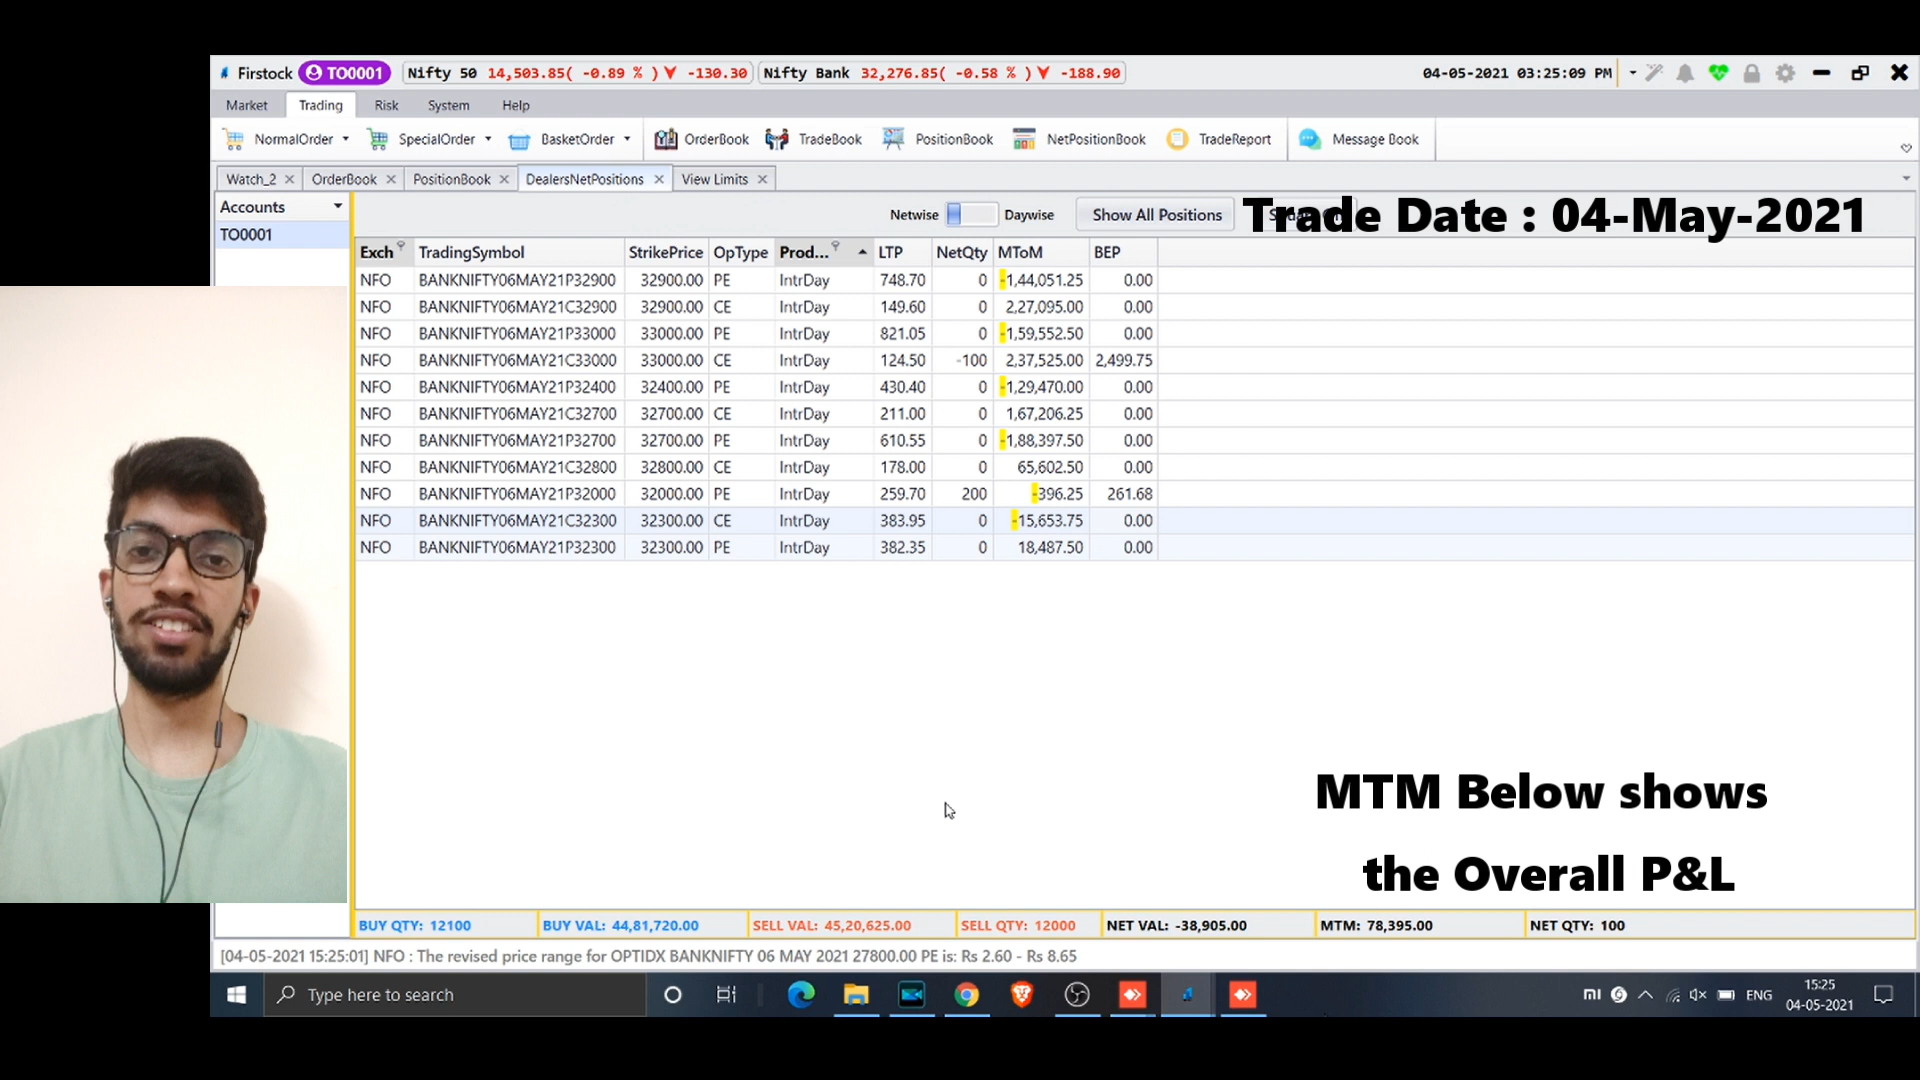 Firstock TO0001 Nifty 50 14,503.85( -0.89 % ) -130.30 Nifty Bank 32,276.85( -0.58 % ) -188.90 04-05-2021 03:25:09 PM
Market Trading Risk System Help
NormalOrder SpecialOrder BasketOrder OrderBook TradeBook PositionBook NetPositionBook TradeReport Message Book
Watch_2 OrderBook PositionBook DealersNetPositions View Limits
Accounts
TO0001
Netwise Daywise Show All Positions
Trade Date : 04-May-2021
Exch TradingSymbol StrikePrice OpType Prod... LTP NetQty MToM BEP
NFO BANKNIFTY06MAY21P32900 32900.00 PE IntrDay 748.70 0 -1,44,051.25 0.00
NFO BANKNIFTY06MAY21C32900 32900.00 CE IntrDay 149.60 0 2,27,095.00 0.00
NFO BANKNIFTY06MAY21P33000 33000.00 PE IntrDay 821.05 0 -1,59,552.50 0.00
NFO BANKNIFTY06MAY21C33000 33000.00 CE IntrDay 124.50 -100 2,37,525.00 2,499.75
NFO BANKNIFTY06MAY21P32400 32400.00 PE IntrDay 430.40 0 -1,29,470.00 0.00
NFO BANKNIFTY06MAY21C32700 32700.00 CE IntrDay 211.00 0 1,67,206.25 0.00
NFO BANKNIFTY06MAY21P32700 32700.00 PE IntrDay 610.55 0 -1,88,397.50 0.00
NFO BANKNIFTY06MAY21C32800 32800.00 CE IntrDay 178.00 0 65,602.50 0.00
NFO BANKNIFTY06MAY21P32000 32000.00 PE IntrDay 259.70 200 -396.25 261.68
NFO BANKNIFTY06MAY21C32300 32300.00 CE IntrDay 383.95 0 -15,653.75 0.00
NFO BANKNIFTY06MAY21P32300 32300.00 PE IntrDay 382.35 0 18,487.50 0.00
MTM Below shows
the Overall P&L
BUY QTY: 12100 BUY VAL: 44,81,720.00 SELL VAL: 45,20,625.00 SELL QTY: 12000 NET VAL: -38,905.00 MTM: 78,395.00 NET QTY: 100
[04-05-2021 15:25:01] NFO : The revised price range for OPTIDX BANKNIFTY 06 MAY 2021 27800.00 PE is: Rs 2.60 - Rs 8.65
Type here to search
ENG
15:25
04-05-2021